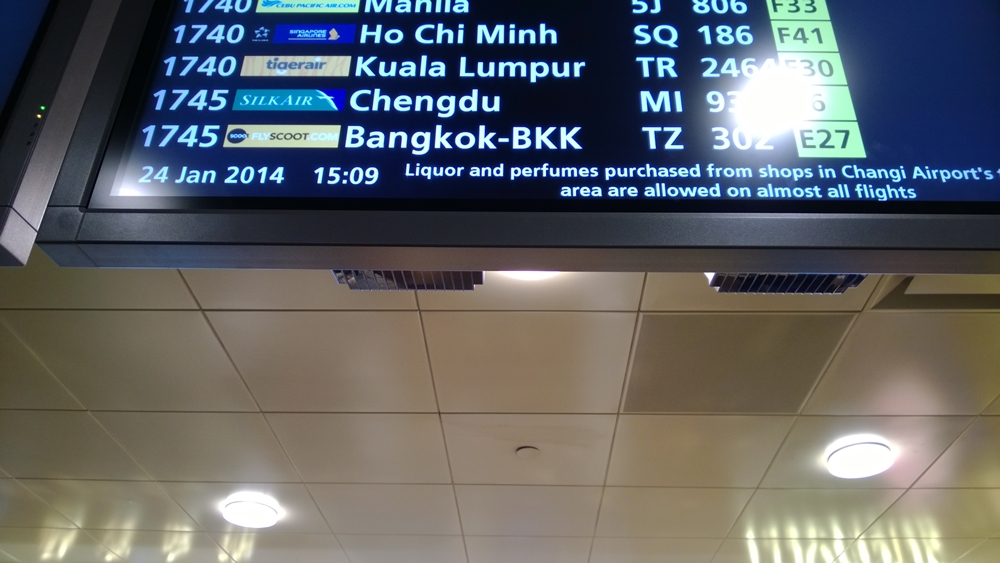 1740 CEBUPACIFICAIR.COM Manila 5J 806 F33
1740 SINGAPORE AIRLINES Ho Chi Minh SQ 186 F41
1740 tigerair Kuala Lumpur TR 2464
1745 SILKAIR Chengdu MI
1745 FLYSCOOT.COM Bangkok-BKK TZ 302 E27
24 Jan 2014 15:09 Liquor and perfumes purchased from shops in Changi Airport's
area are allowed on almost all flights